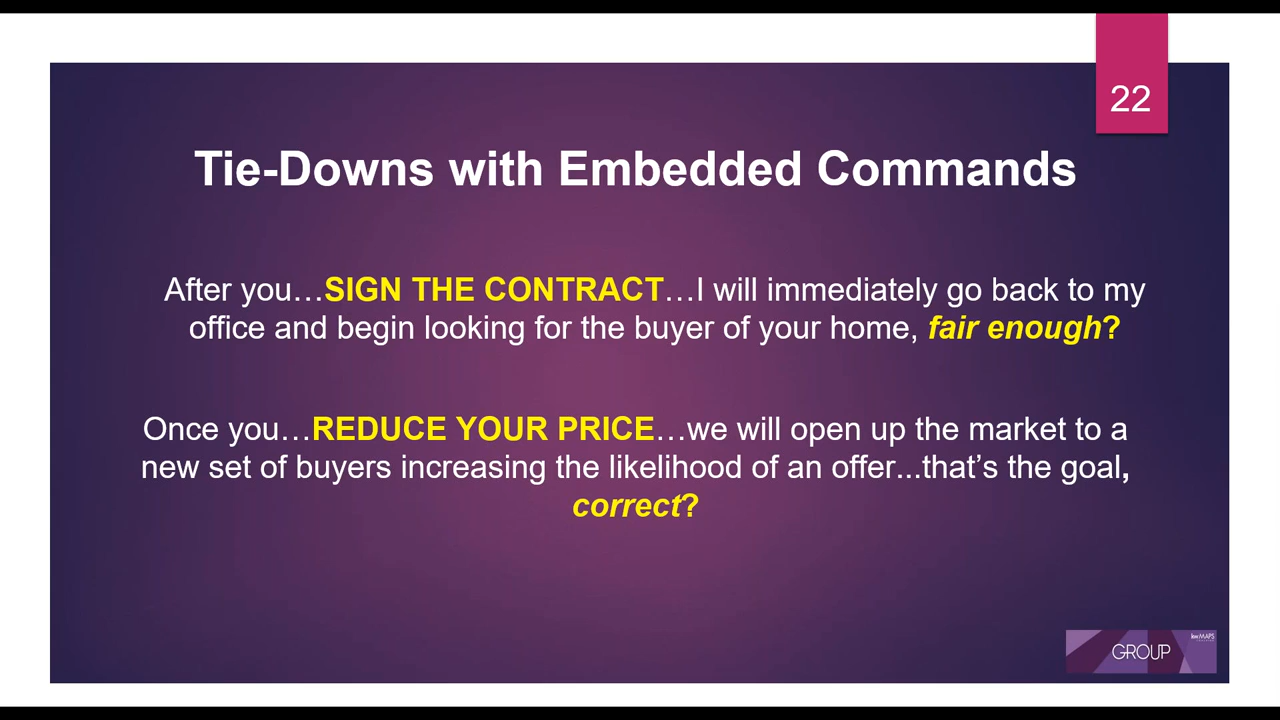 22
Tie-Downs with Embedded Commands
After you…SIGN THE CONTRACT…I will immediately go back to my
office and begin looking for the buyer of your home, fair enough?
Once you…REDUCE YOUR PRICE…we will open up the market to a
new set of buyers increasing the likelihood of an offer...that’s the goal,
correct?
kw MAPS
GROUP